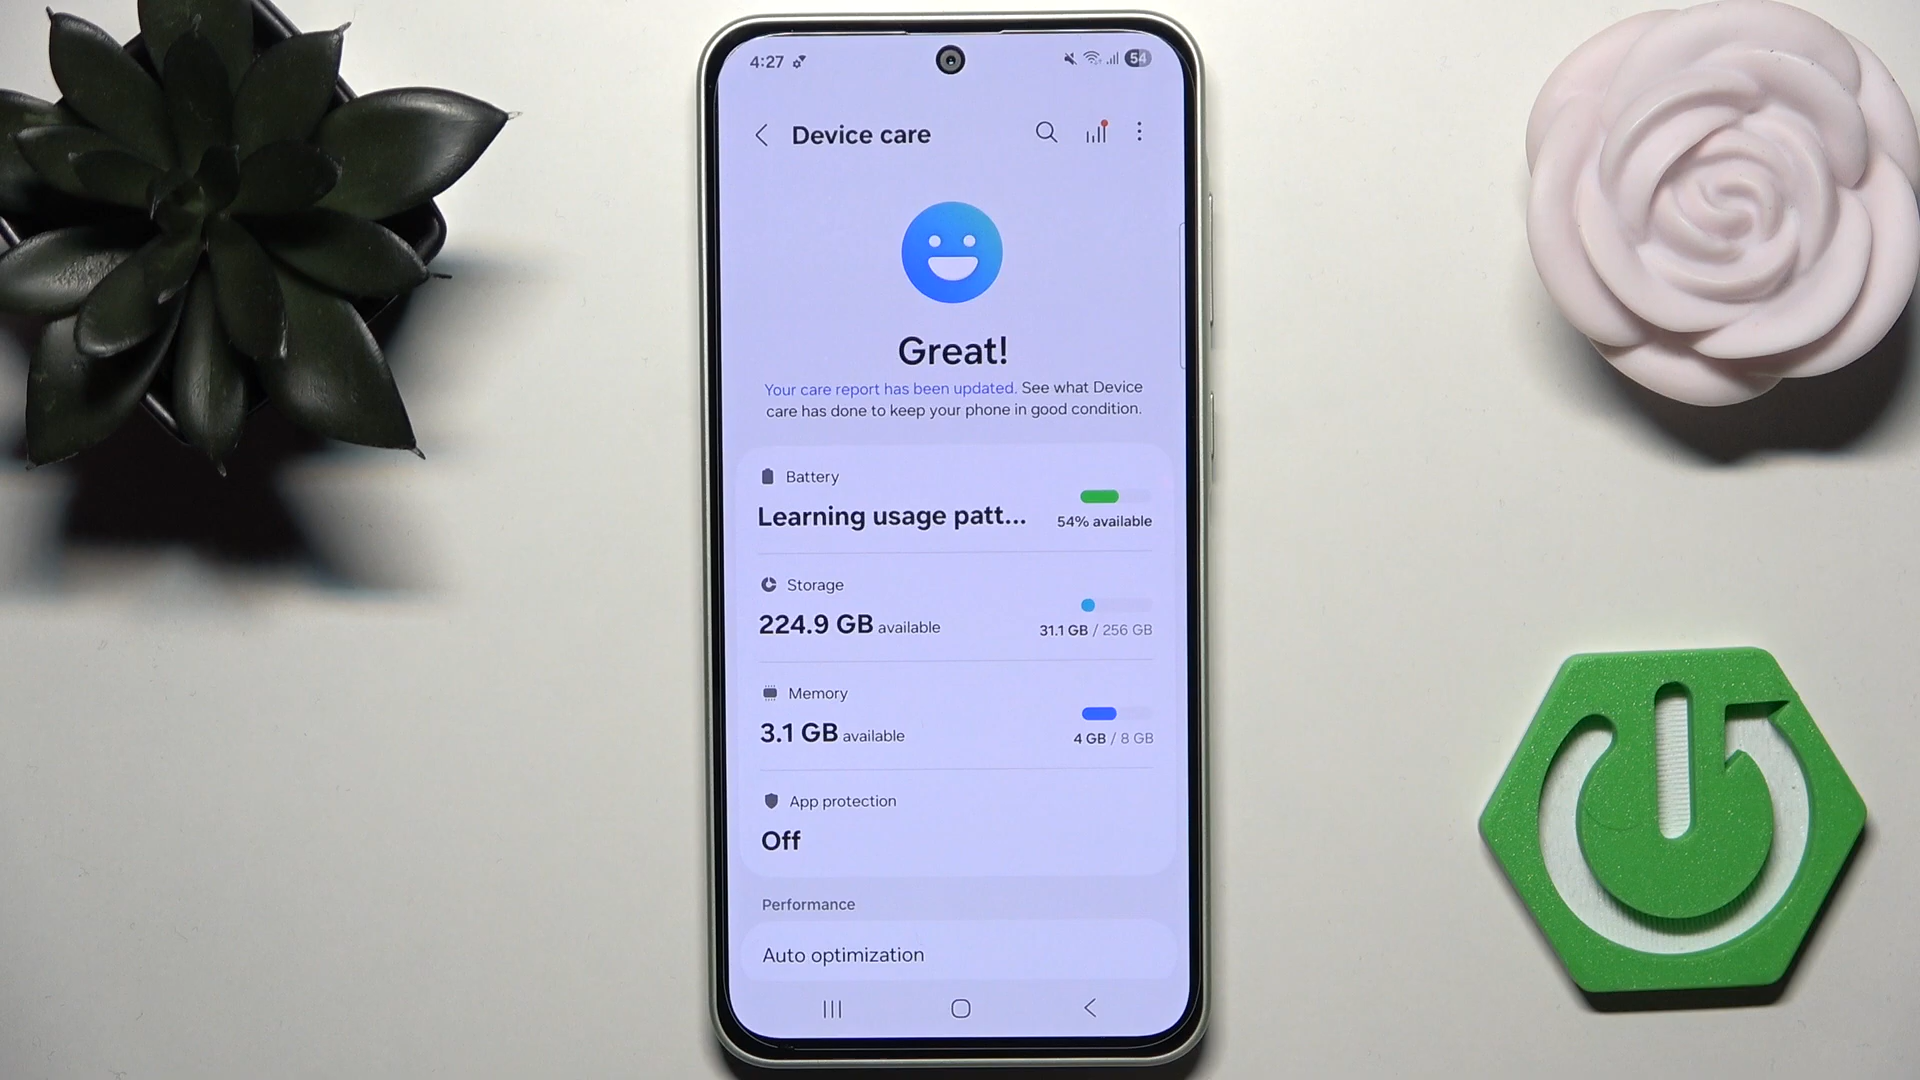 4:27
54
Device care
Great!
Your care report has been updated. See what Device
care has done to keep your phone in good condition.
Battery
Learning usage patt...
54% available
Storage
224.9 GB available
31.1 GB / 256 GB
Memory
3.1 GB available
4 GB / 8 GB
App protection
Off
Performance
Auto optimization